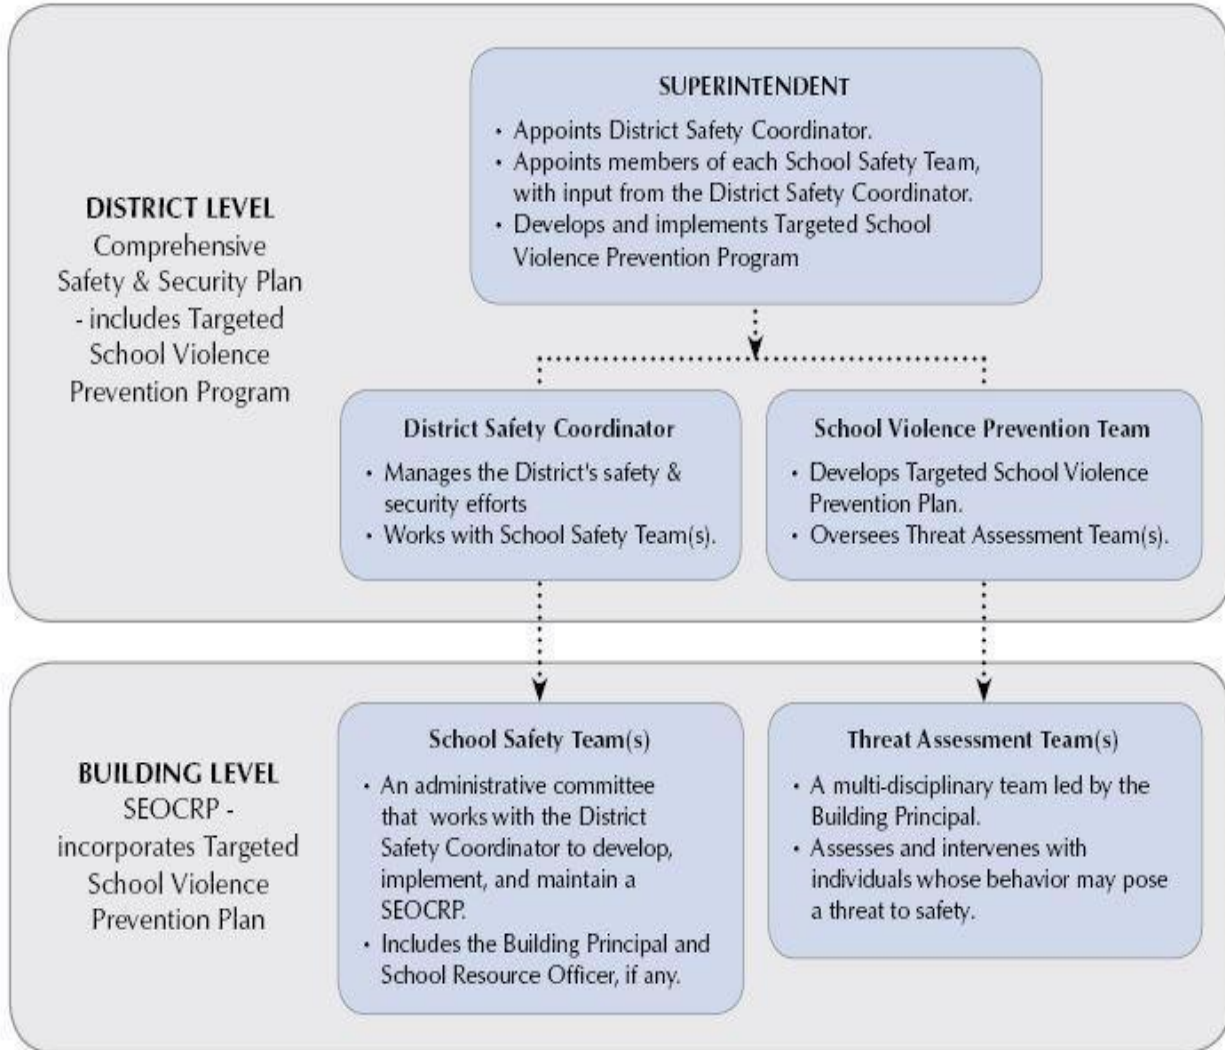 SUPERINTENDENT
• Appoints District Safety Coordinator.
• Appoints members of each School Safety Team,
with input from the District Safety Coordinator.
• Develops and implements Targeted School
Violence Prevention Program
DISTRICT LEVEL
Comprehensive
Safety & Security Plan
- includes Targeted
School Violence
Prevention Program
District Safety Coordinator
• Manages the District's safety &
security efforts
• Works with School Safety Team(s).
School Violence Prevention Team
• Develops Targeted School Violence
Prevention Plan.
• Oversees Threat Assessment Team(s).
BUILDING LEVEL
SEOCRP -
incorporates Targeted
School Violence
Prevention Plan
School Safety Team(s)
• An administrative committee
that works with the District
Safety Coordinator to develop,
implement, and maintain a
SEOCRP.
• Includes the Building Principal and
School Resource Officer, if any.
Threat Assessment Team(s)
• A multi-disciplinary team led by the
Building Principal.
• Assesses and intervenes with
individuals whose behavior may pose
a threat to safety.